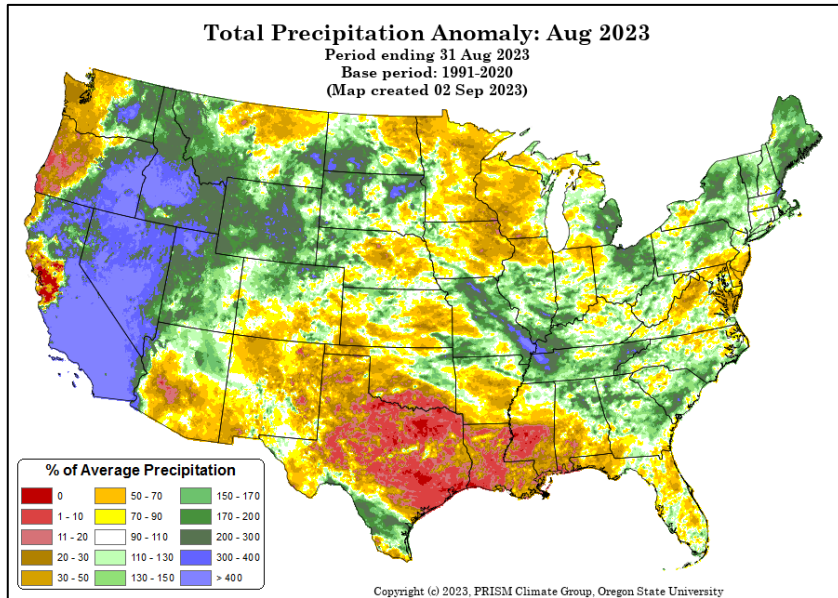 Total Precipitation Anomaly: Aug 2023
Period ending 31 Aug 2023
Base period: 1991-2020
(Map created 02 Sep 2023)
% of Average Precipitation
0
50 - 70
150 - 170
1 - 10
70 - 90
170 - 200
11 - 20
90 - 110
200 - 300
20 - 30
110 - 130
300 - 400
30 - 50
130 - 150
> 400
Copyright (c) 2023, PRISM Climate Group, Oregon State University